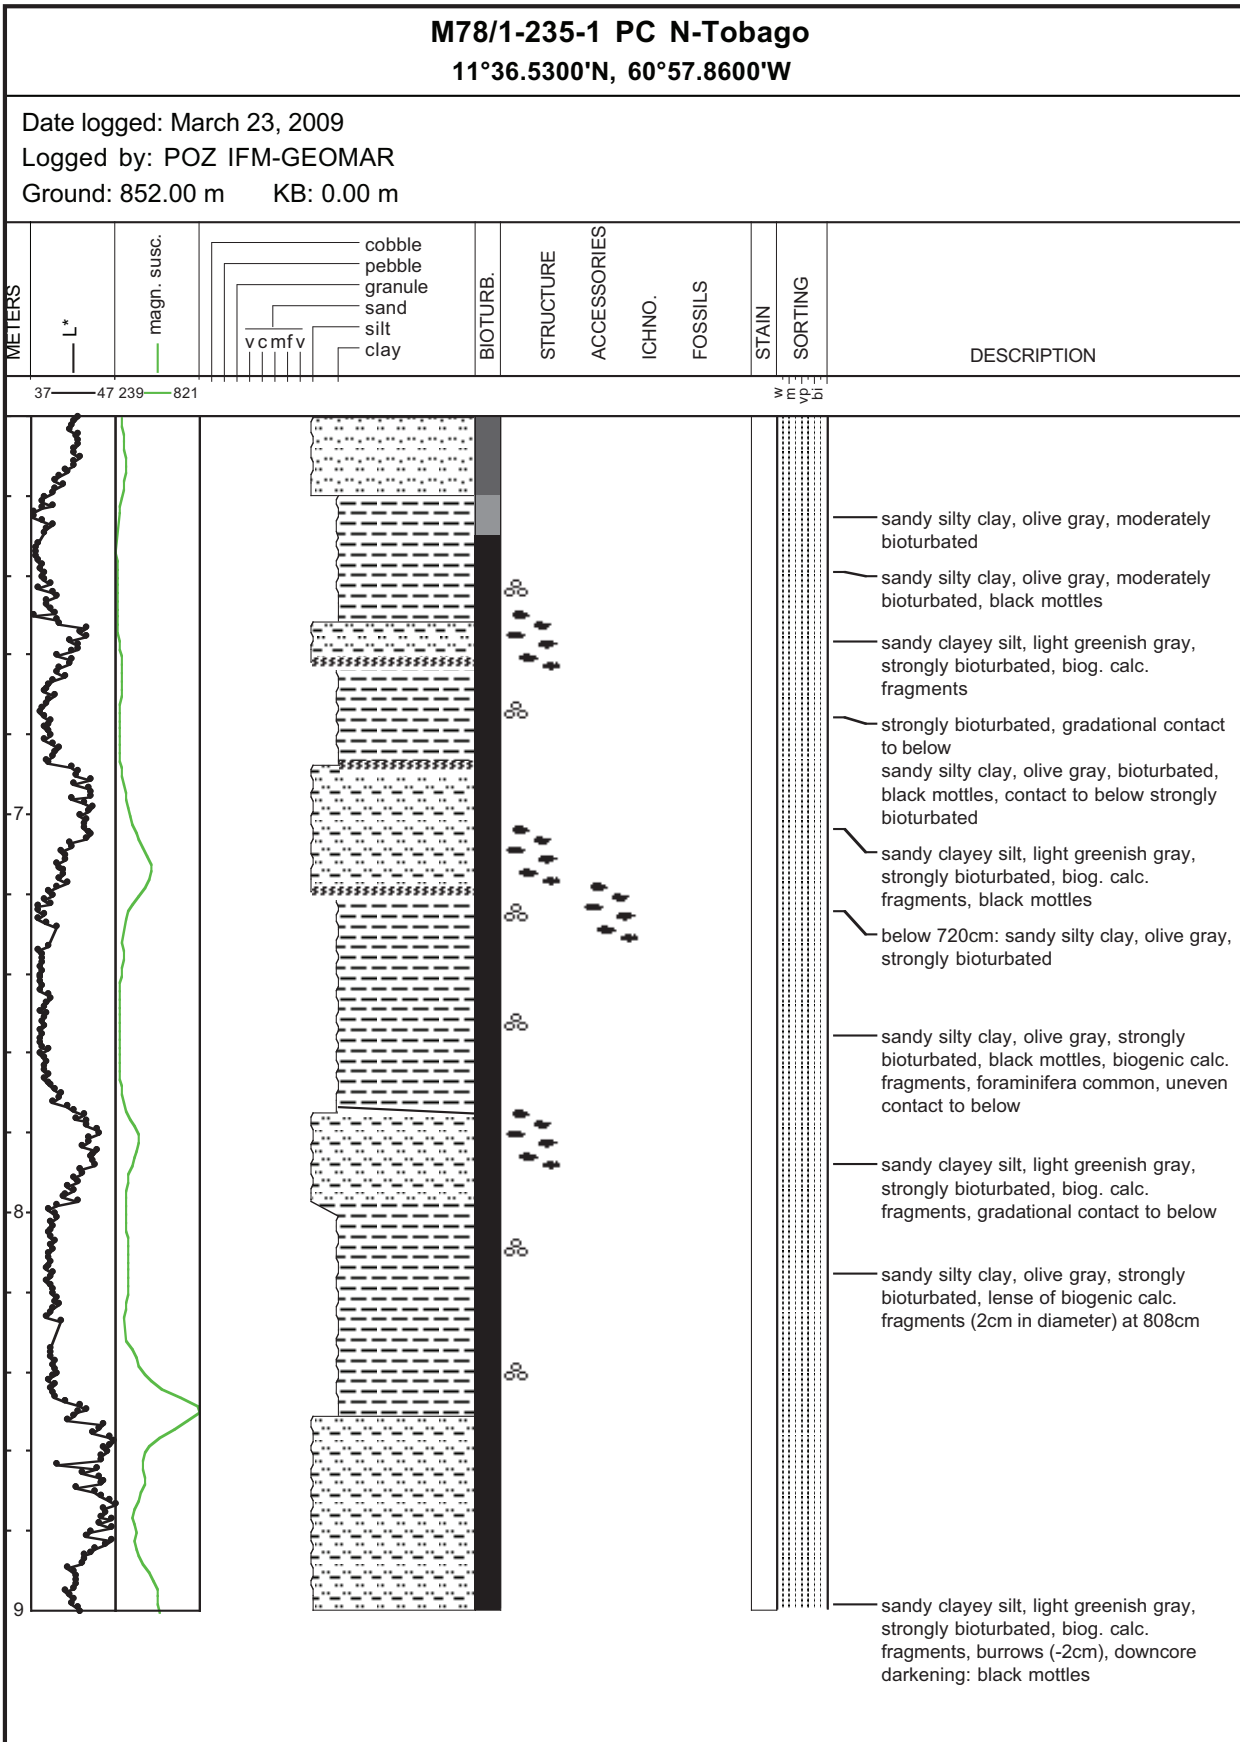 M78/1-235-1 PC N-Tobago
11°36.5300'N, 60°57.8600'W
Date logged: March 23, 2009
Logged by: POZ IFM-GEOMAR
Ground: 852.00 m KB: 0.00 m
METERS
L*
magn. susc.
cobble
pebble
granule
sand
silt
clay
v c m f v
BIOTURB.
STRUCTURE
ACCESSORIES
ICHNO.
FOSSILS
STAIN
SORTING
DESCRIPTION
37 47 239 821
w
m
vp
bi
sandy silty clay, olive gray, moderately
bioturbated
sandy silty clay, olive gray, moderately
bioturbated, black mottles
sandy clayey silt, light greenish gray,
strongly bioturbated, biog. calc.
fragments
strongly bioturbated, gradational contact
to below
sandy silty clay, olive gray, bioturbated,
black mottles, contact to below strongly
bioturbated
7
sandy clayey silt, light greenish gray,
strongly bioturbated, biog. calc.
fragments, black mottles
below 720cm: sandy silty clay, olive gray,
strongly bioturbated
sandy silty clay, olive gray, strongly
bioturbated, black mottles, biogenic calc.
fragments, foraminifera common, uneven
contact to below
sandy clayey silt, light greenish gray,
strongly bioturbated, biog. calc.
fragments, gradational contact to below
8
sandy silty clay, olive gray, strongly
bioturbated, lense of biogenic calc.
fragments (2cm in diameter) at 808cm
9
sandy clayey silt, light greenish gray,
strongly bioturbated, biog. calc.
fragments, burrows (-2cm), downcore
darkening: black mottles